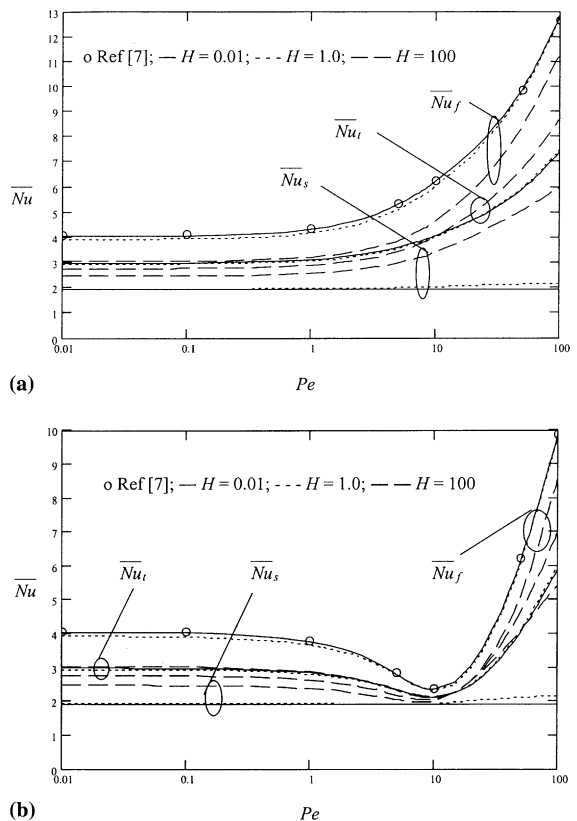 13
12
11
10
9
8
7
6
5
4
3
2
1
0
Nu
o Ref [7]; — H = 0.01; - - - - H = 1.0; — — H = 100
Nu_f
Nu_t
Nu_s
0.01
0.1
1
10
100
(a)
Pe
10
9
8
7
6
5
4
3
2
1
0
Nu
o Ref [7]; — H = 0.01; - - - - H = 1.0; — — H = 100
Nu_t
Nu_s
Nu_f
0.01
0.1
1
10
100
(b)
Pe